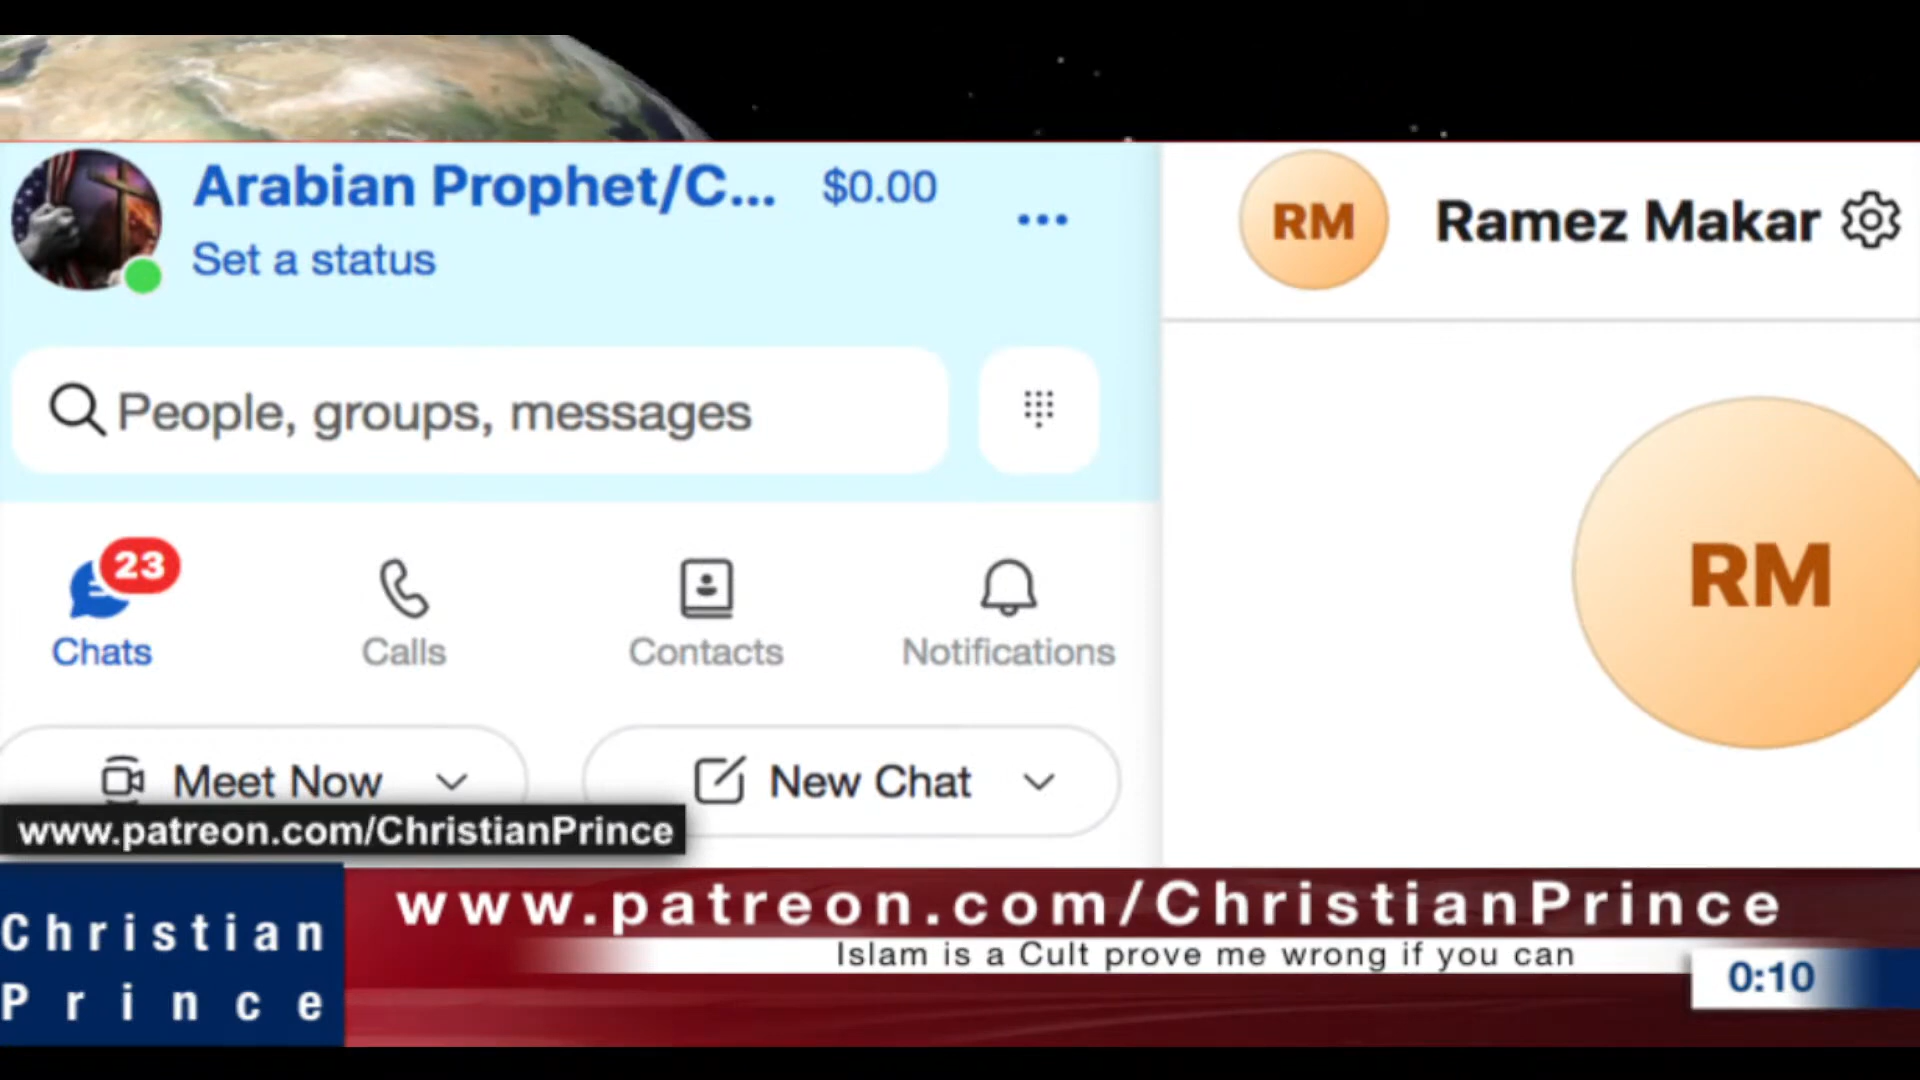 Arabian Prophet/C... $0.00
Set a status
RM Ramez Makar
People, groups, messages
RM
23
Chats Calls Contacts Notifications
Meet Now New Chat
www.patreon.com/ChristianPrince
Christian
Prince
www.patreon.com/ChristianPrince
Islam is a Cult prove me wrong if you can
0:10